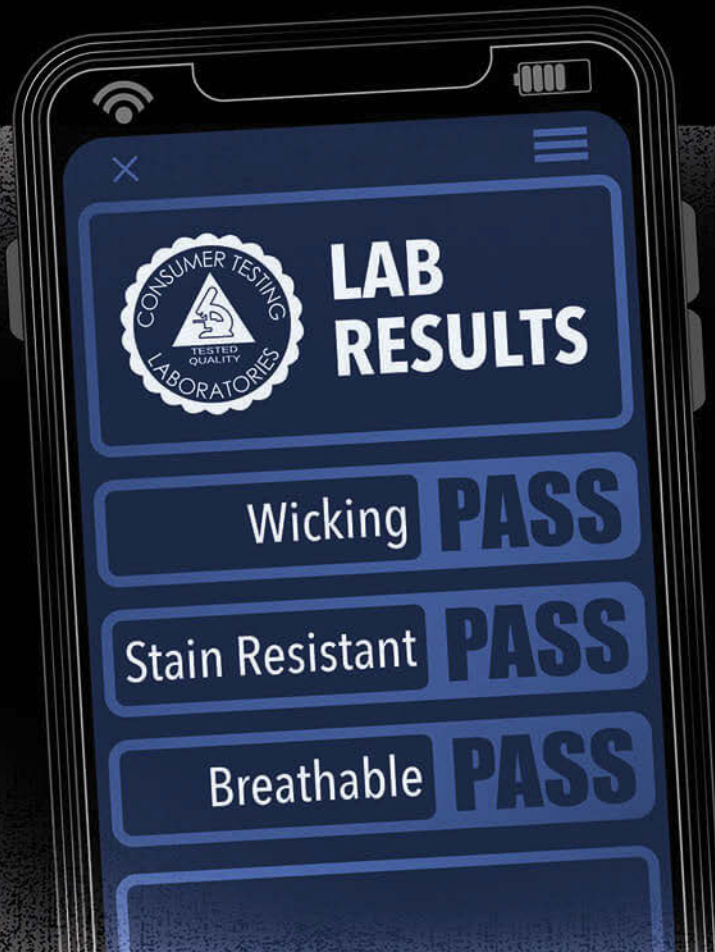 CONSUMER TESTING
LABORATORIES
TESTED
QUALITY
LAB
RESULTS
Wicking PASS
Stain Resistant PASS
Breathable PASS